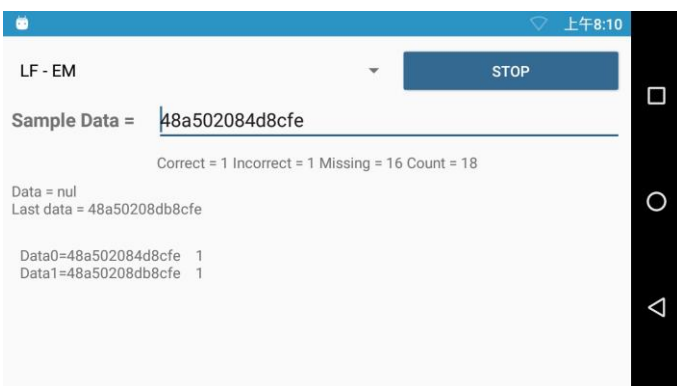 上午8:10
LF - EM
STOP
Sample Data = 48a502084d8cfe
Correct = 1 Incorrect = 1 Missing = 16 Count = 18
Data = nul
Last data = 48a50208db8cfe
Data0=48a502084d8cfe 1
Data1=48a50208db8cfe 1